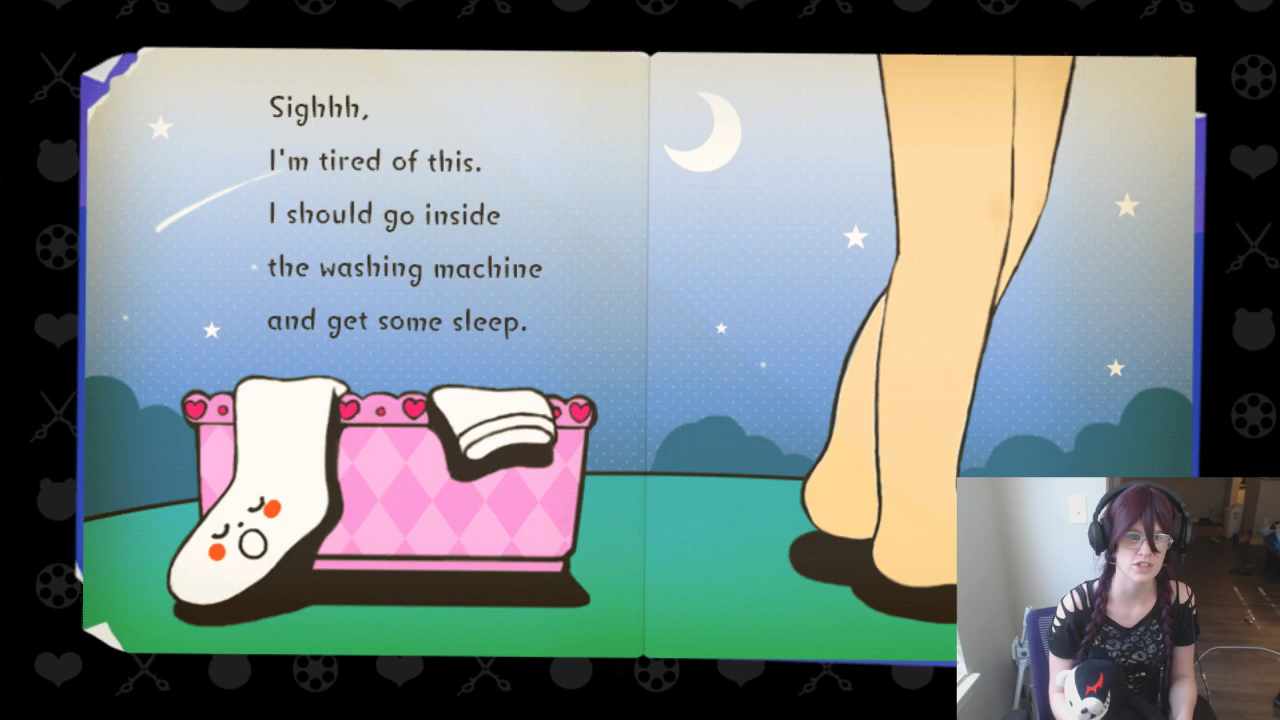 Sighhh,
I'm tired of this.
I should go inside
the washing machine
and get some sleep.